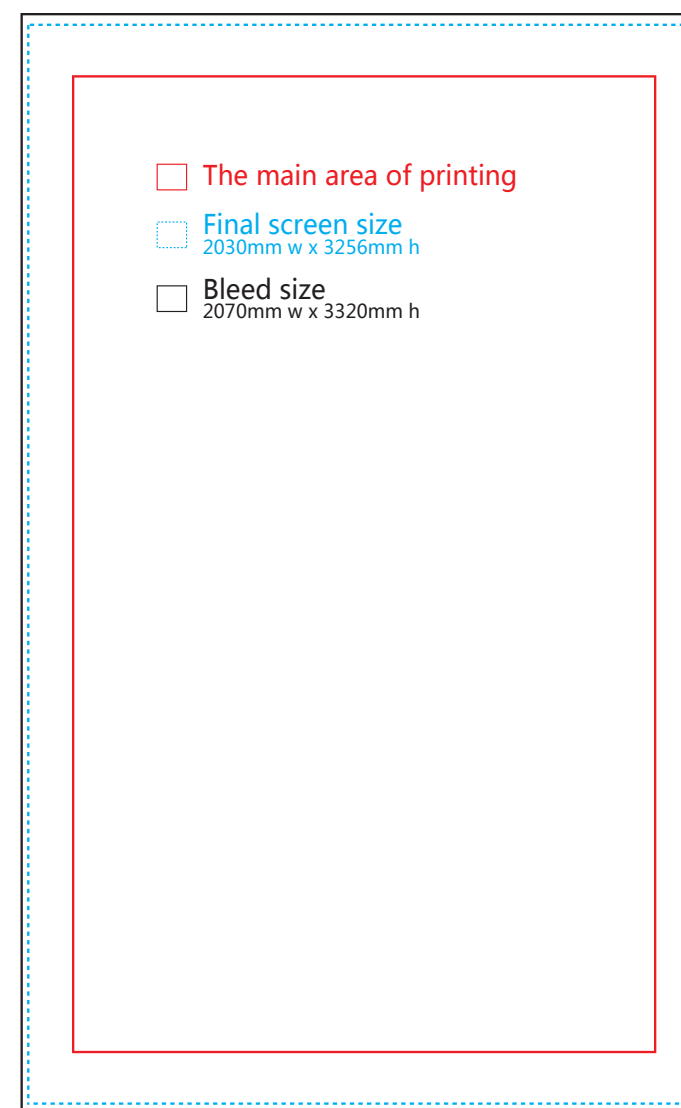 The main area of printing
Final screen size
2030mm w x 3256mm h
Bleed size
2070mm w x 3320mm h